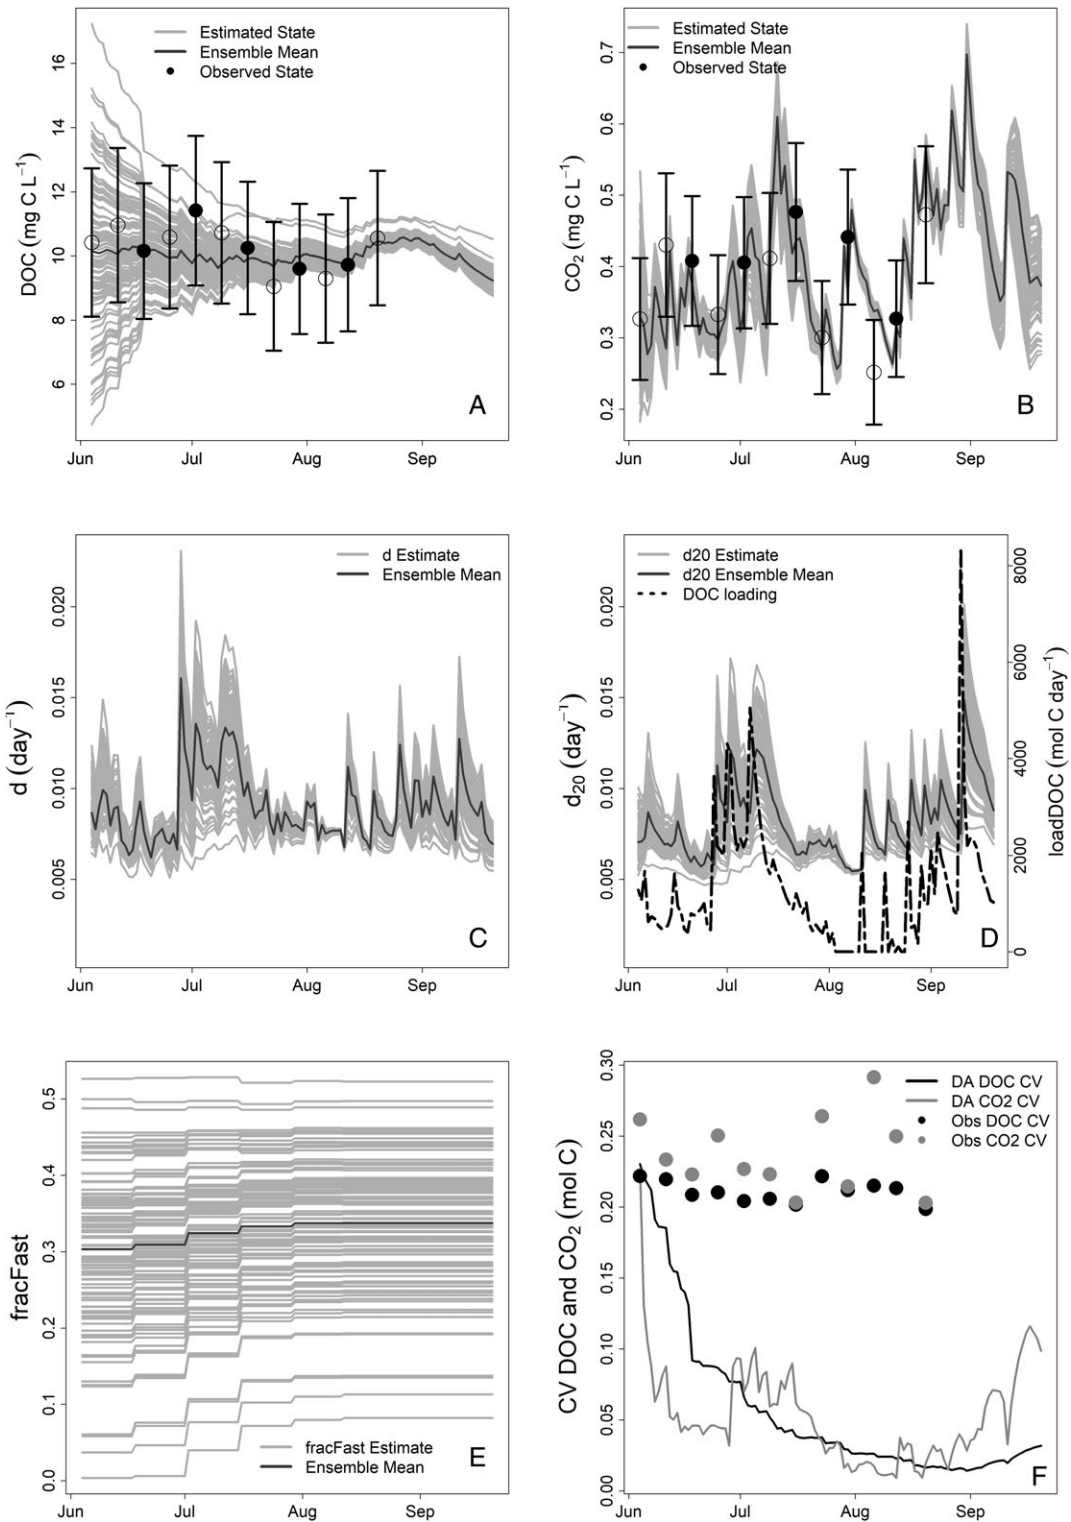 Estimated State
Ensemble Mean
Observed State
DOC (mg C L⁻¹)
16
14
12
10
8
6
Jun Jul Aug Sep
A
Estimated State
Ensemble Mean
Observed State
CO₂ (mg C L⁻¹)
0.7
0.6
0.5
0.4
0.3
0.2
Jun Jul Aug Sep
B
d Estimate
Ensemble Mean
d (day⁻¹)
0.020
0.015
0.010
0.005
Jun Jul Aug Sep
C
d20 Estimate
d20 Ensemble Mean
DOC loading
d₂₀ (day⁻¹)
0.020
0.015
0.010
0.005
loadDOC (mol C day⁻¹)
8000
6000
4000
2000
0
Jun Jul Aug Sep
D
fracFast
0.5
0.4
0.3
0.2
0.1
0.0
fracFast Estimate
Ensemble Mean
Jun Jul Aug Sep
E
DA DOC CV
DA CO2 CV
Obs DOC CV
Obs CO2 CV
CV DOC and CO₂ (mol C)
0.30
0.25
0.20
0.15
0.10
0.05
0.00
Jun Jul Aug Sep
F